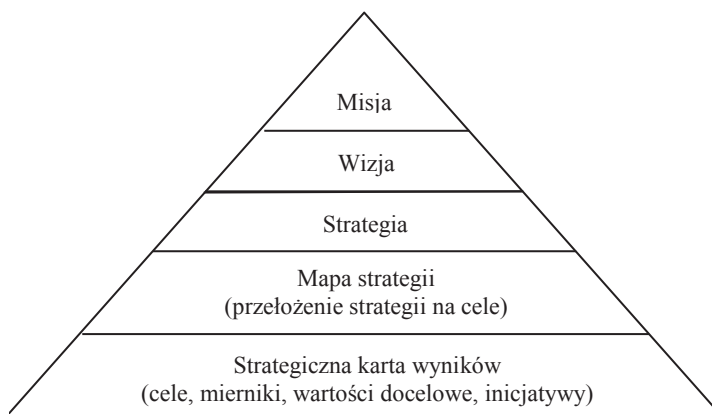 Misja
Wizja
Strategia
Mapa strategii
(przełożenie strategii na cele)
Strategiczna karta wyników
(cele, mierniki, wartości docelowe, inicjatywy)